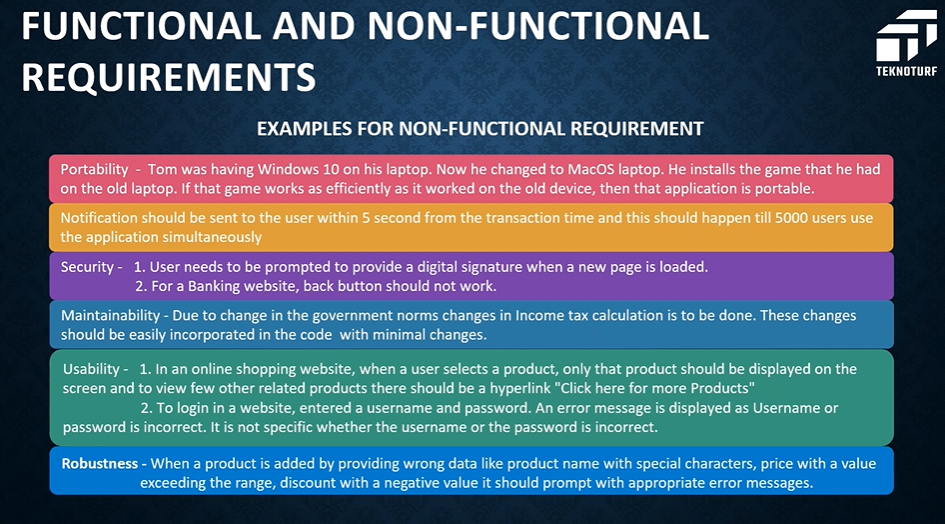 FUNCTIONAL AND NON-FUNCTIONAL
REQUIREMENTS
TEKNOTURF
EXAMPLES FOR NON-FUNCTIONAL REQUIREMENT
Portability - Tom was having Windows 10 on his laptop. Now he changed to MacOS laptop. He installs the game that he had
on the old laptop. If that game works as efficiently as it worked on the old device, then that application is portable.
Notification should be sent to the user within 5 second from the transaction time and this should happen till 5000 users use
the application simultaneously
Security - 1. User needs to be prompted to provide a digital signature when a new page is loaded.
2. For a Banking website, back button should not work.
Maintainability - Due to change in the government norms changes in Income tax calculation is to be done. These changes
should be easily incorporated in the code with minimal changes.
Usability - 1. In an online shopping website, when a user selects a product, only that product should be displayed on the
screen and to view few other related products there should be a hyperlink "Click here for more Products"
2. To login in a website, entered a username and password. An error message is displayed as Username or
password is incorrect. It is not specific whether the username or the password is incorrect.
Robustness - When a product is added by providing wrong data like product name with special characters, price with a value
exceeding the range, discount with a negative value it should prompt with appropriate error messages.